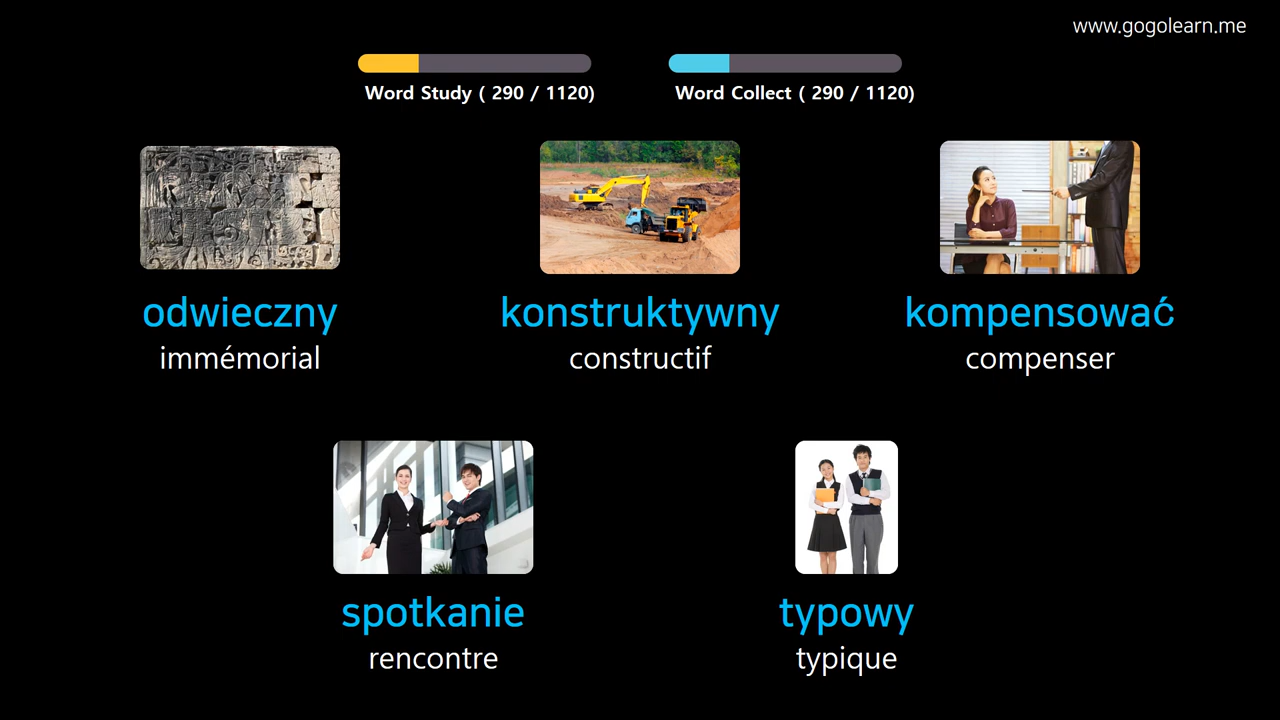 www.gogolearn.me
Word Study ( 290 / 1120)
Word Collect ( 290 / 1120)
odwieczny
immémorial
konstruktywny
constructif
kompensować
compenser
spotkanie
rencontre
typowy
typique